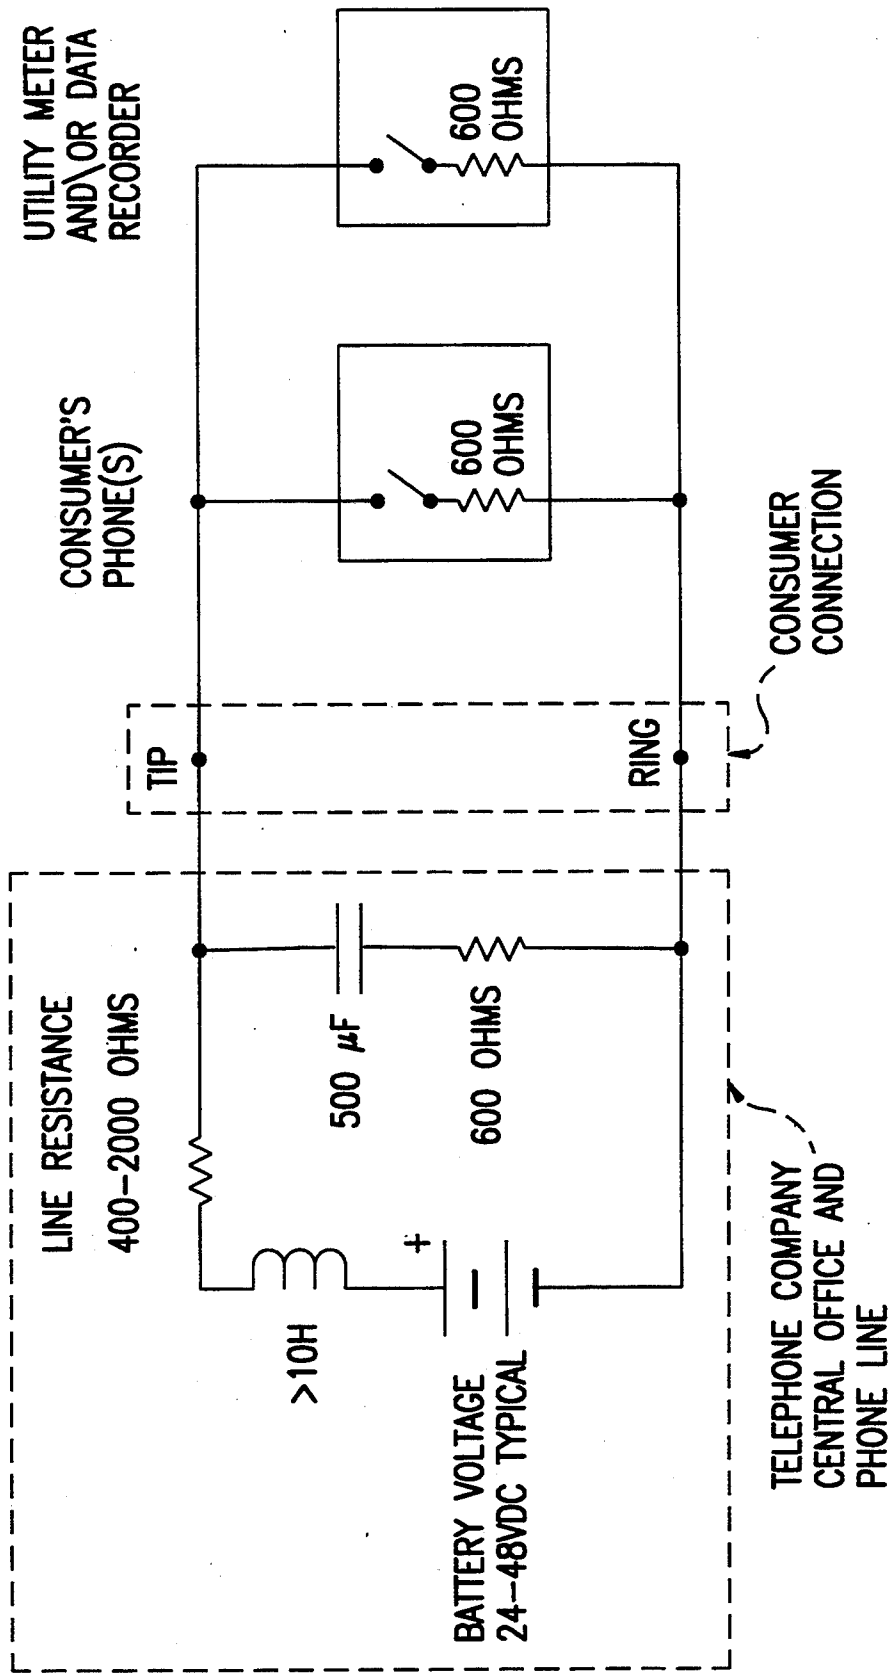 LINE RESISTANCE
400-2000 OHMS
>10H
+
BATTERY VOLTAGE
24-48VDC TYPICAL
500 µF
600 OHMS
TELEPHONE COMPANY
CENTRAL OFFICE AND
PHONE LINE
TIP
RING
CONSUMER
CONNECTION
CONSUMER'S
PHONE(S)
600
OHMS
UTILITY METER
AND\OR DATA
RECORDER
600
OHMS